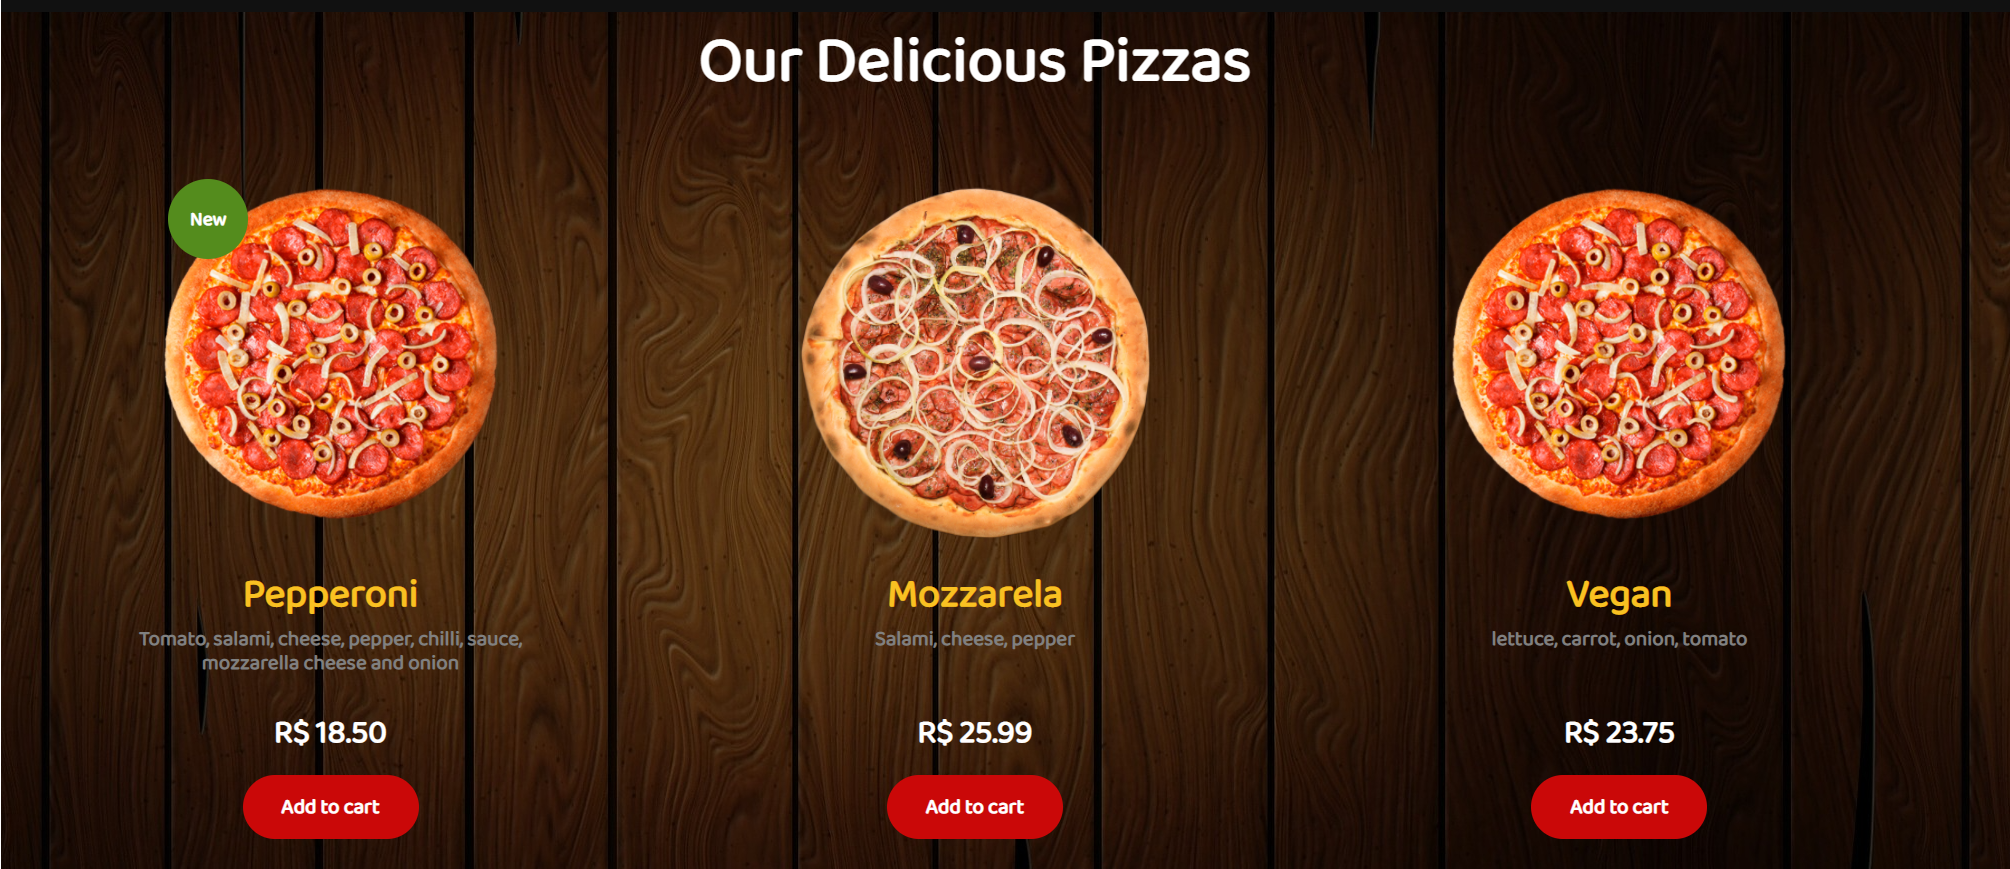 Our Delicious Pizzas
New
Pepperoni
Tomato, salami, cheese, pepper, chilli, sauce,
mozzarella cheese and onion
R$ 18.50
Add to cart
Mozzarela
Salami, cheese, pepper
R$ 25.99
Add to cart
Vegan
lettuce, carrot, onion, tomato
R$ 23.75
Add to cart